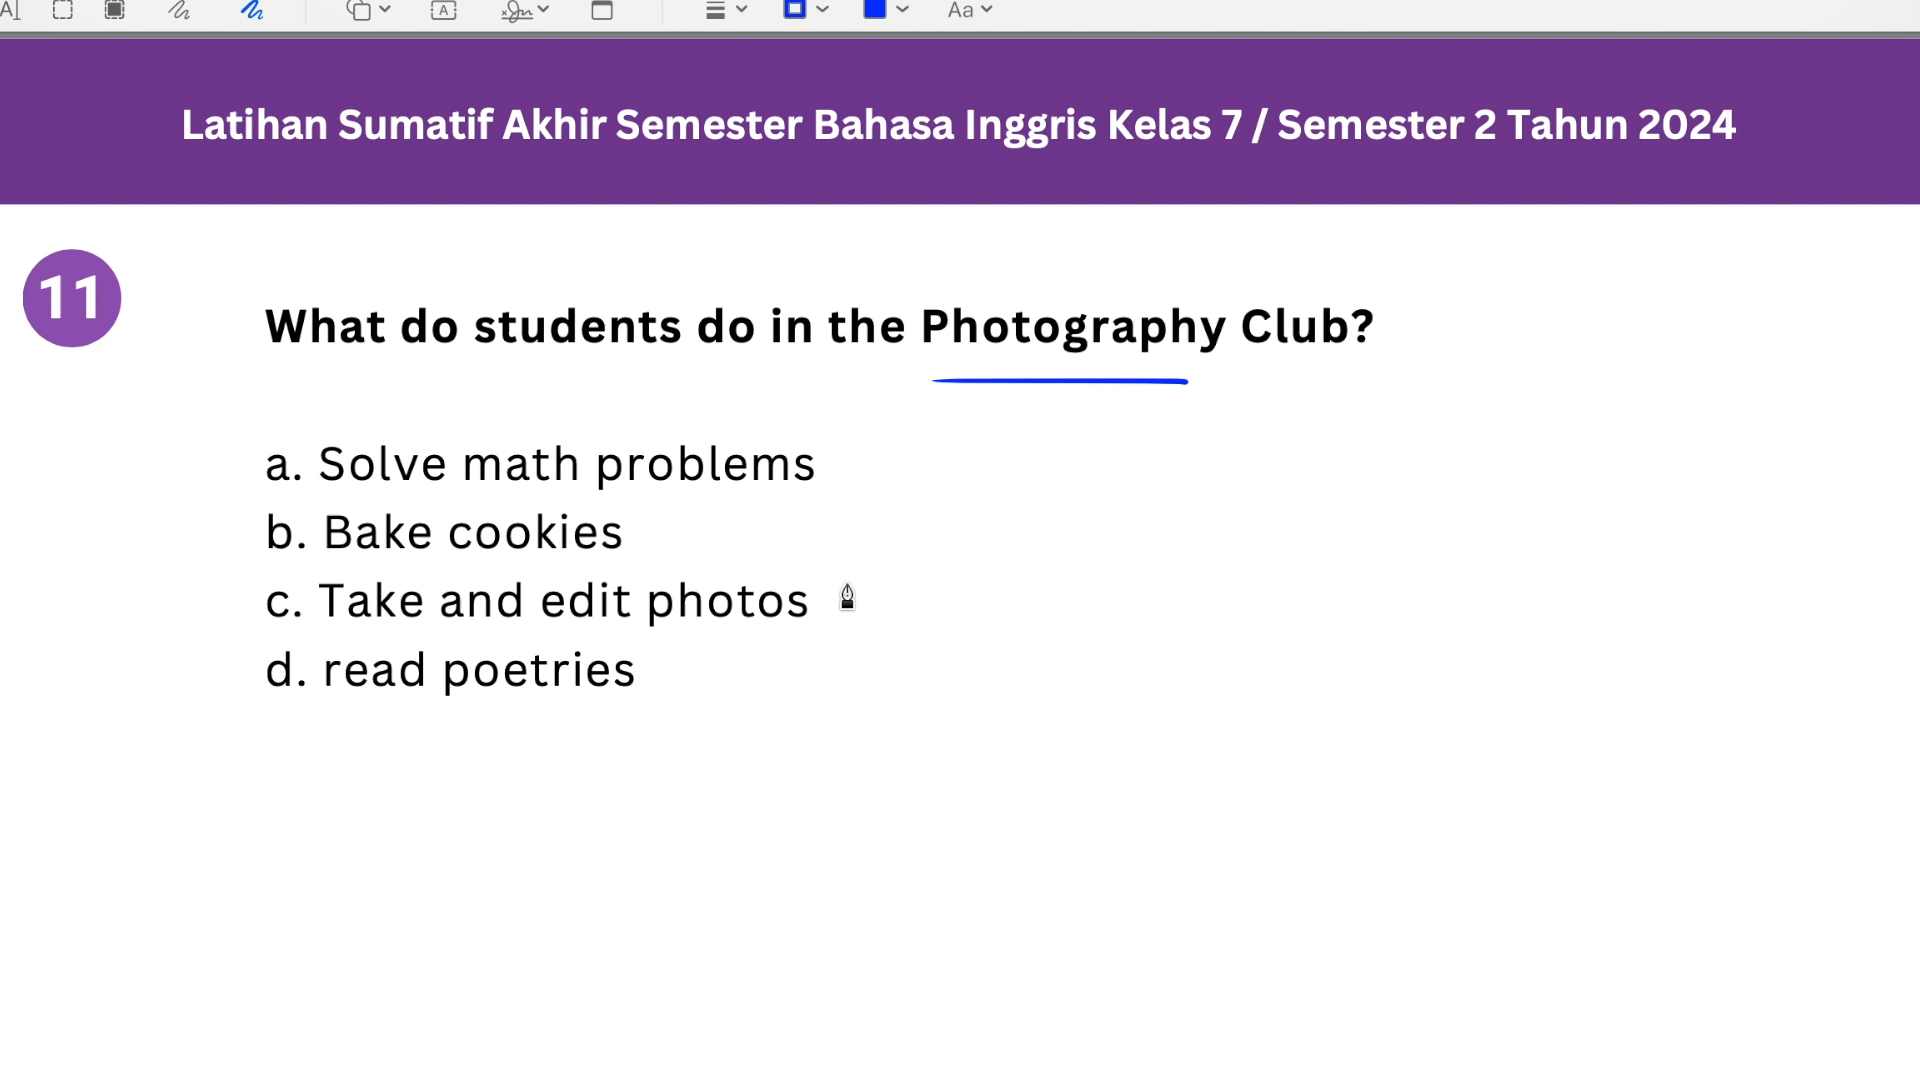 Latihan Sumatif Akhir Semester Bahasa Inggris Kelas 7 / Semester 2 Tahun 2024
11
What do students do in the Photography Club?
a. Solve math problems
b. Bake cookies
c. Take and edit photos
d. read poetries